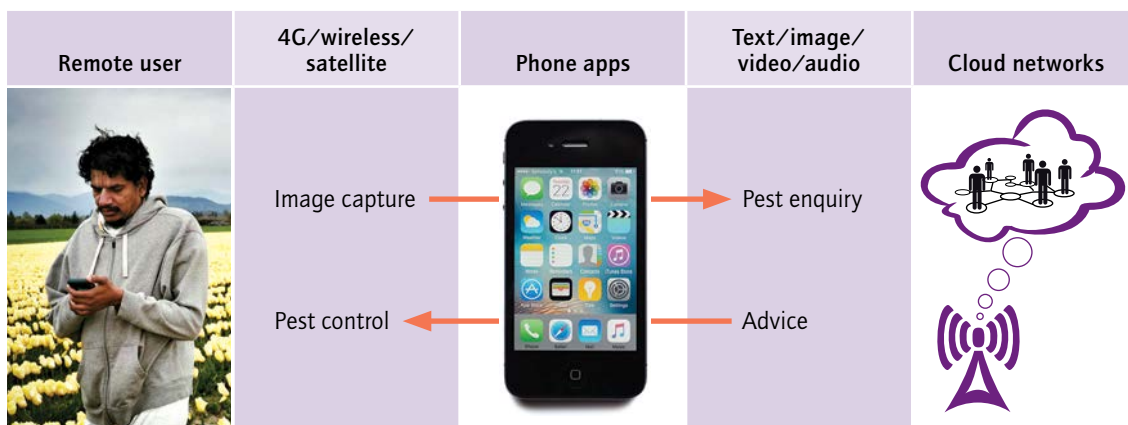 Remote user
4G/wireless/
satellite
Phone apps
Text/image/
video/audio
Cloud networks
Image capture
Pest enquiry
Pest control
Advice
22